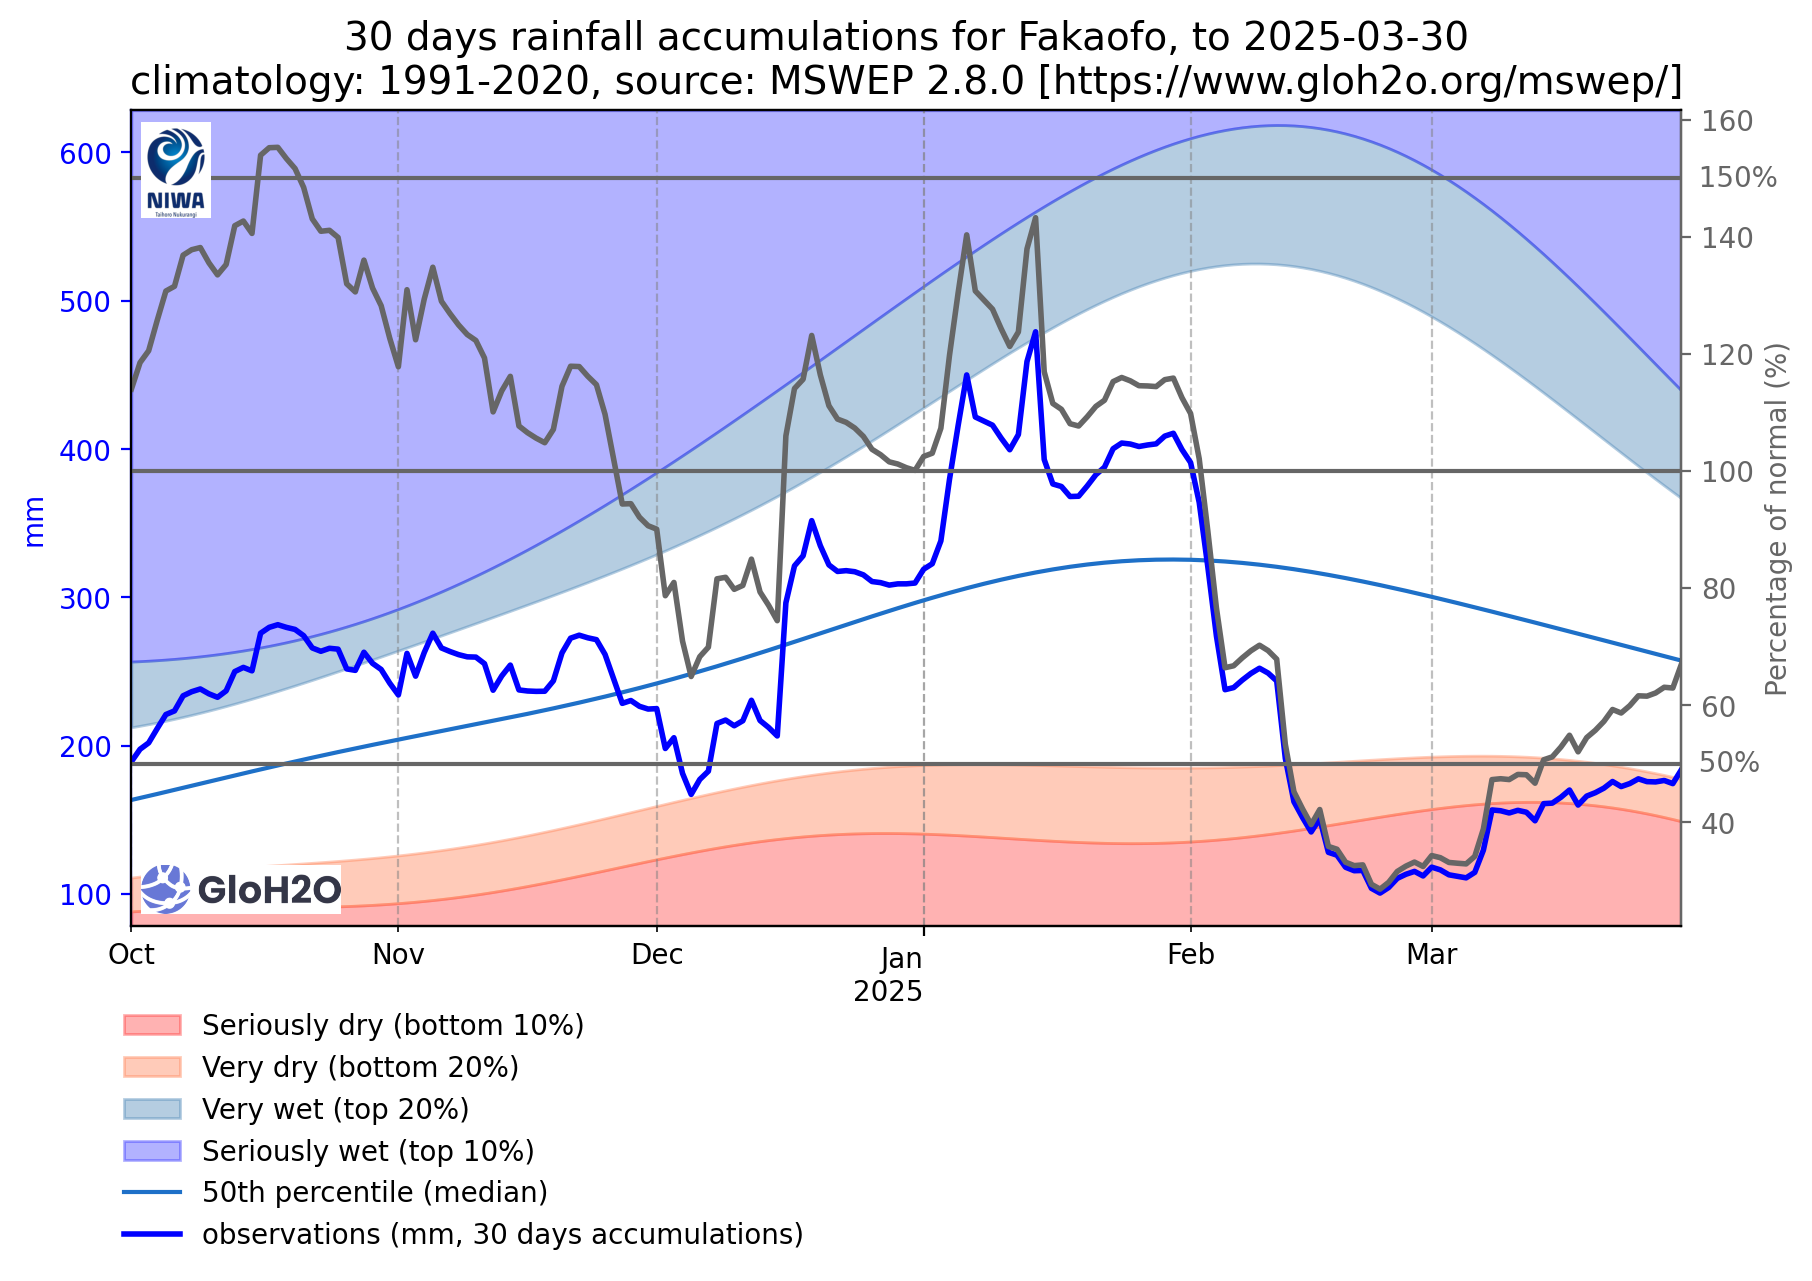 30 days rainfall accumulations for Fakaofo, to 2025-03-30
climatology: 1991-2020, source: MSWEP 2.8.0 [https://www.gloh2o.org/mswep/]
NIWA
Taihoro Nukurangi
600
500
400
300
200
100
mm
160
150%
140
120
100
80
60
50%
40
Percentage of normal (%)
GloH2O
Oct
Nov
Dec
Jan
2025
Feb
Mar
Seriously dry (bottom 10%)
Very dry (bottom 20%)
Very wet (top 20%)
Seriously wet (top 10%)
50th percentile (median)
observations (mm, 30 days accumulations)